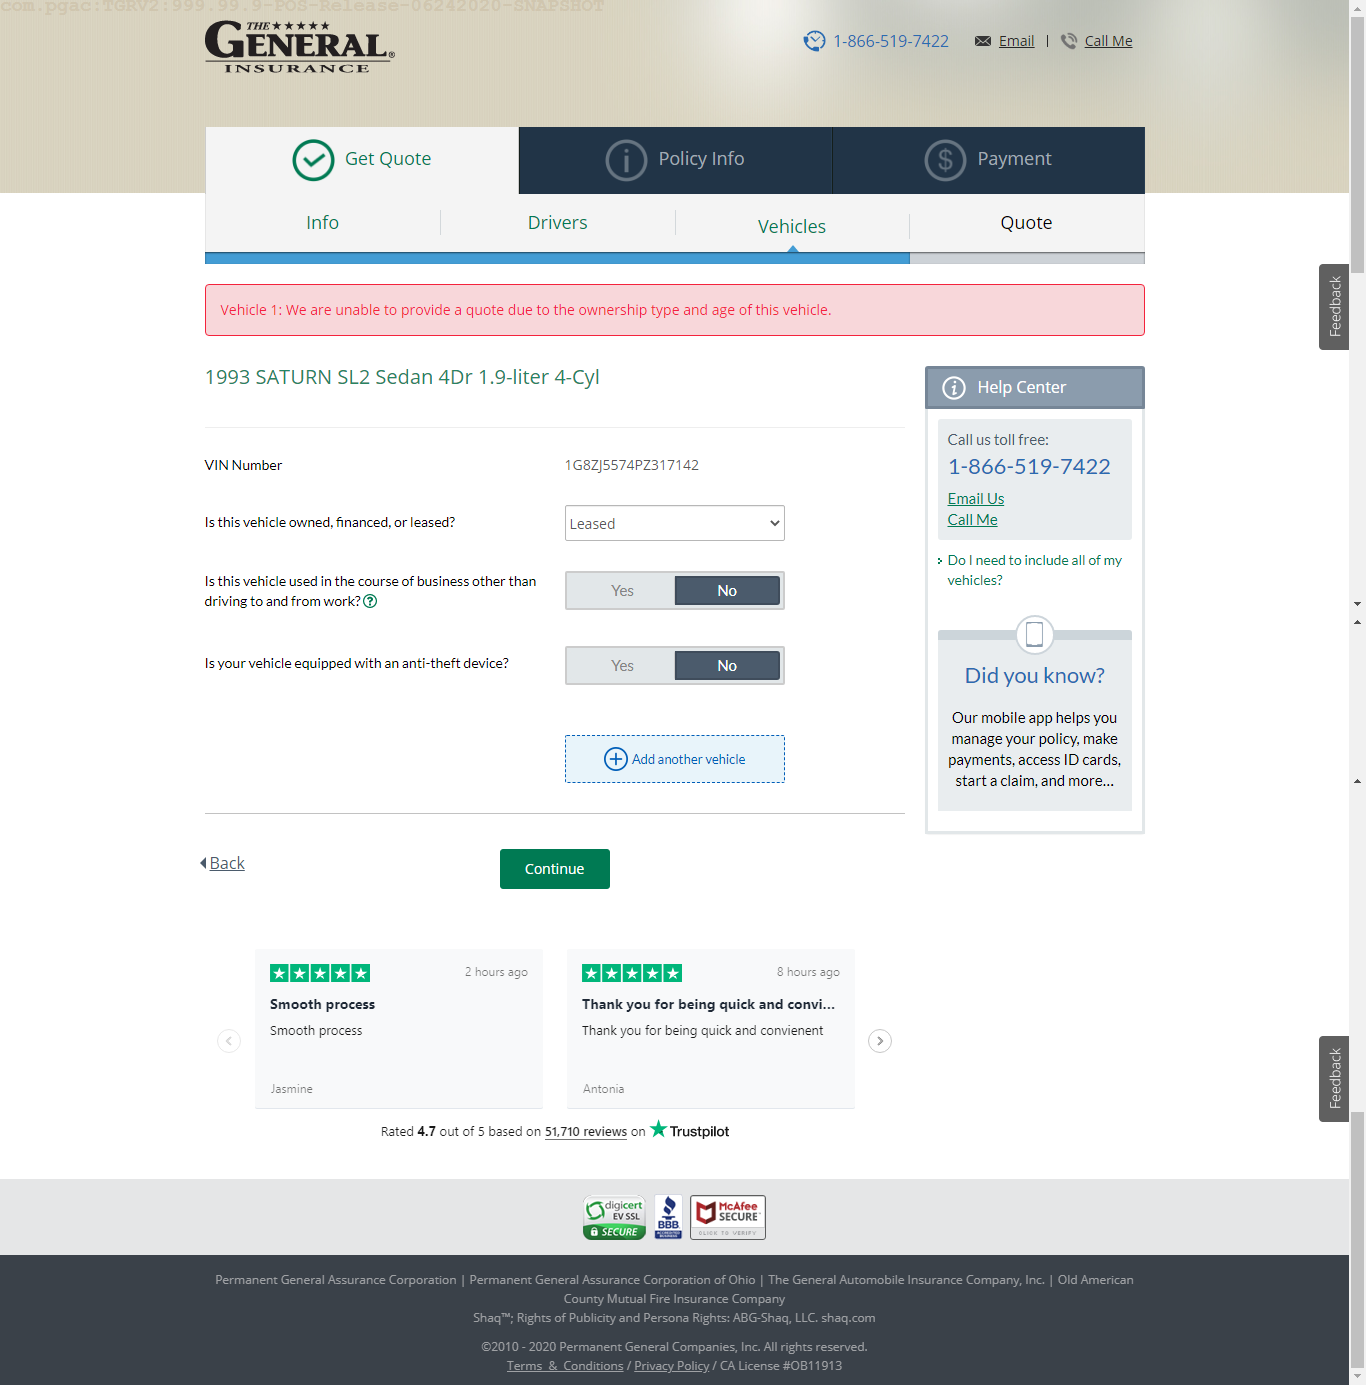 com.pgac:TGRV2:999.99.9-POS-Release-06242020-SNAPSHOT
THE ★★★★★
GENERAL®
INSURANCE
1-866-519-7422
Email | Call Me
Get Quote
Policy Info
Payment
Info
Drivers
Vehicles
Quote
Feedback
Vehicle 1: We are unable to provide a quote due to the ownership type and age of this vehicle.
1993 SATURN SL2 Sedan 4Dr 1.9-liter 4-Cyl
VIN Number
1G8ZJ5574PZ317142
Is this vehicle owned, financed, or leased?
Leased
Is this vehicle used in the course of business other than
driving to and from work?
Yes
No
Is your vehicle equipped with an anti-theft device?
Yes
No
Add another vehicle
Back
Continue
Help Center
Call us toll free:
1-866-519-7422
Email Us
Call Me
Do I need to include all of my
vehicles?
Did you know?
Our mobile app helps you
manage your policy, make
payments, access ID cards,
start a claim, and more...
2 hours ago
Smooth process
Smooth process
Jasmine
8 hours ago
Thank you for being quick and convi...
Thank you for being quick and convienent
Antonia
Feedback
Rated 4.7 out of 5 based on 51,710 reviews on Trustpilot
digicert
EV SSL
SECURE
BBB
ACCREDITED
BUSINESS
McAfee
SECURE
CLICK TO VERIFY
Permanent General Assurance Corporation | Permanent General Assurance Corporation of Ohio | The General Automobile Insurance Company, Inc. | Old American
County Mutual Fire Insurance Company
Shaq™; Rights of Publicity and Persona Rights: ABG-Shaq, LLC. shaq.com
©2010 - 2020 Permanent General Companies, Inc. All rights reserved.
Terms & Conditions / Privacy Policy / CA License #OB11913